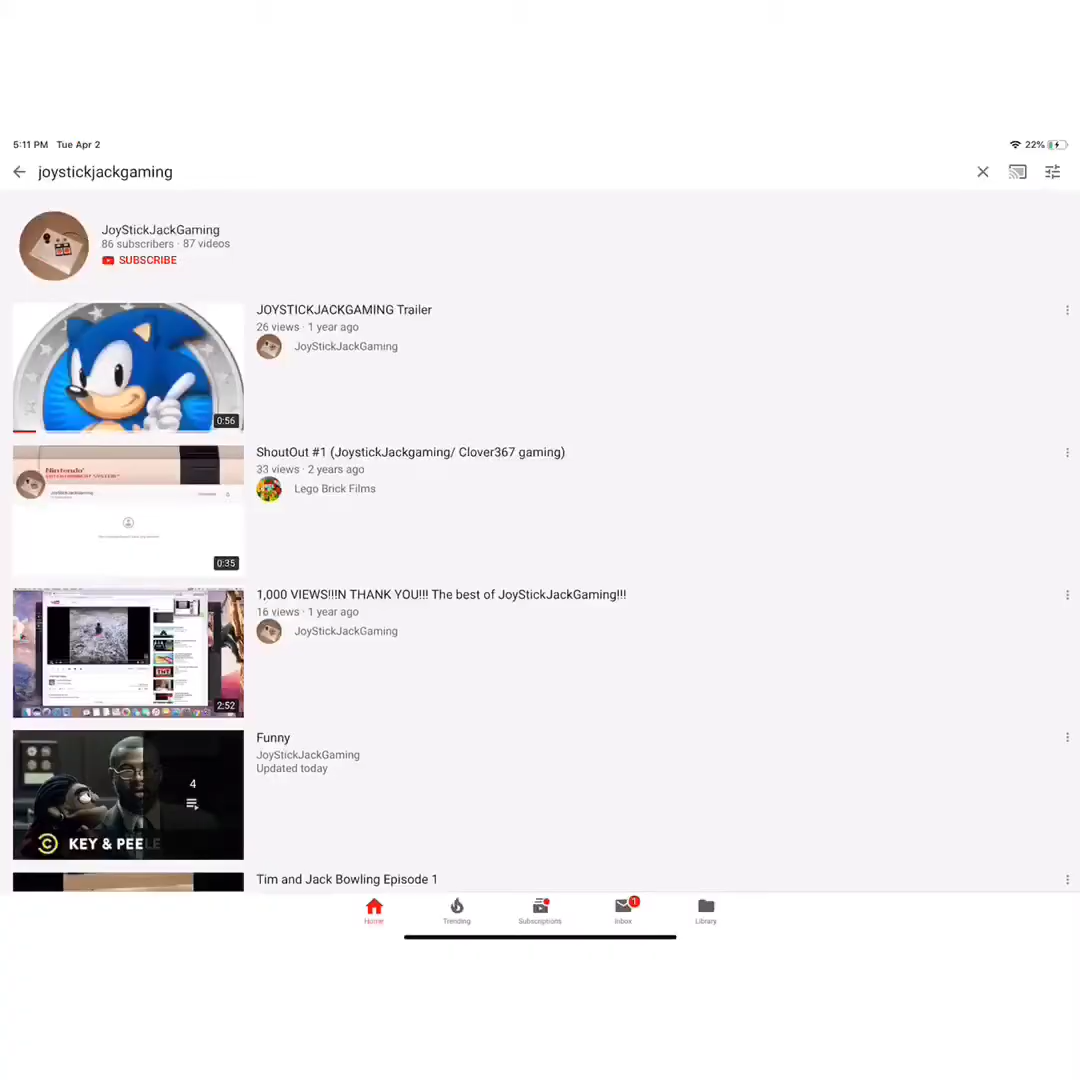 5:11 PM Tue Apr 2
22%
joystickjackgaming
JoyStickJackGaming
86 subscribers · 87 videos
SUBSCRIBE
JOYSTICKJACKGAMING Trailer
26 views · 1 year ago
JoyStickJackGaming
0:56
ShoutOut #1 (JoystickJackgaming/ Clover367 gaming)
33 views · 2 years ago
Lego Brick Films
Nintendo
0:35
1,000 VIEWS!!!N THANK YOU!!! The best of JoyStickJackGaming!!!
16 views · 1 year ago
JoyStickJackGaming
2:52
Funny
JoyStickJackGaming
Updated today
4
KEY & PEELE
Tim and Jack Bowling Episode 1
1
Home Trending Subscriptions Inbox Library